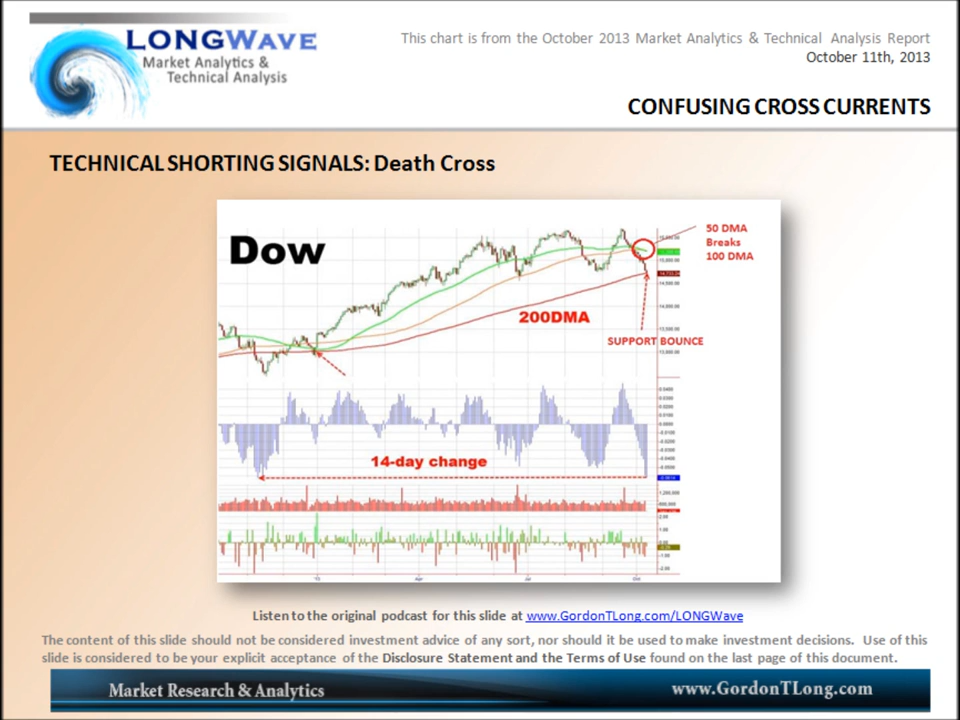 LONGWave
Market Analytics &
Technical Analysis
This chart is from the October 2013 Market Analytics & Technical Analysis Report
October 11th, 2013
CONFUSING CROSS CURRENTS
TECHNICAL SHORTING SIGNALS: Death Cross
Dow
50 DMA
Breaks
100 DMA
200DMA
SUPPORT BOUNCE
14-day change
Listen to the original podcast for this slide at www.GordonTLong.com/LONGWave
The content of this slide should not be considered investment advice of any sort, nor should it be used to make investment decisions. Use of this
slide is considered to be your explicit acceptance of the Disclosure Statement and the Terms of Use found on the last page of this document.
Market Research & Analytics
www.GordonTLong.com